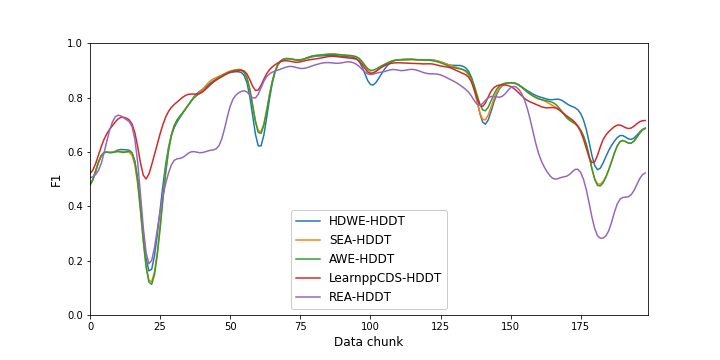 1.0
0.8
0.6
0.4
0.2
0.0
F1
HDWE-HDDT
SEA-HDDT
AWE-HDDT
LearnppCDS-HDDT
REA-HDDT
0 25 50 75 100 125 150 175
Data chunk